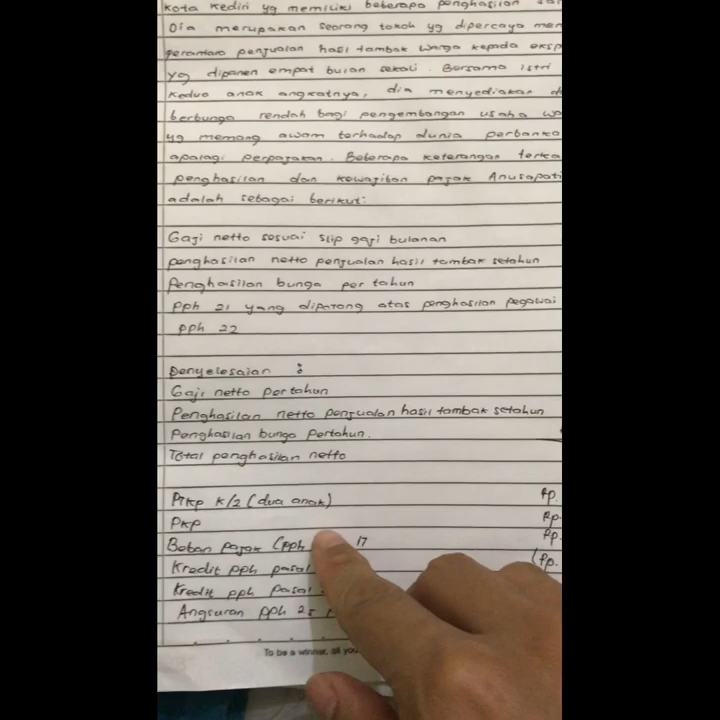 kota kediri yg memiliki beberapa penghasilan
Dia merupakan seorang tokoh yg dipercaya
perantara penjualan hasil tambak warga kepada
yg dipanen empat bulan sekali. Bersama istri
kedua anak angkatnya, dia menyediakan
berbunga rendah bagi pengembangan usaha
yg memang awam terhadap dunia
apalagi perpajakan. Beberapa keterangan
penghasilan dan kewajiban pajak Anusapati
adalah sebagai berikut:
Gaji netto sesuai slip gaji bulanan
penghasilan netto penjualan hasil tambak setahun
Penghasilan bunga per tahun
pph 21 yang dipotong atas penghasilan pegawai
pph 22
Penyelesaian :
Gaji netto pertahun
Penghasilan netto penjualan hasil tambak setahun
Penghasilan bunga Pertahun.
Total penghasilan netto
PTKP K/2 (dua anak) Rp.
PKP Rp.
Beban pajak (pph 17 Rp.
Kredit pph pasal (Rp.
Kredit pph pasal
Angsuran pph 25
To be a winner, all you